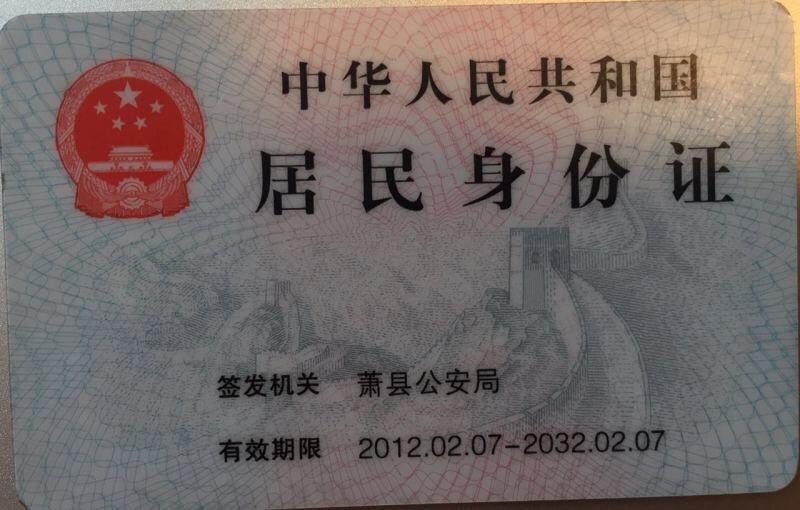 中华人民共和国
居民身份证
签发机关 萧县公安局
有效期限 2012.02.07-2032.02.07